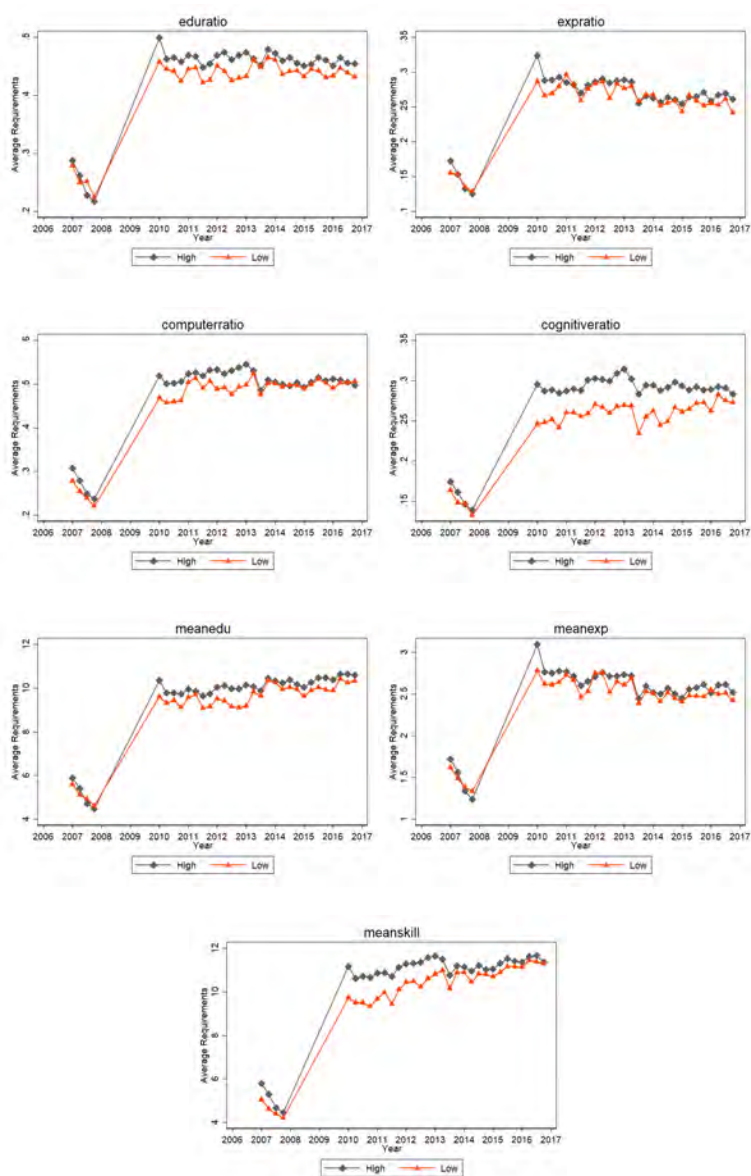 eduratio
expratio
Average Requirements
.5
.4
.3
.2
2006 2007 2008 2009 2010 2011 2012 2013 2014 2015 2016 2017
Year
High Low
Average Requirements
.35
.3
.25
.2
.15
.1
2006 2007 2008 2009 2010 2011 2012 2013 2014 2015 2016 2017
Year
High Low
computerratio
cognitiveratio
Average Requirements
.6
.5
.4
.3
.2
2006 2007 2008 2009 2010 2011 2012 2013 2014 2015 2016 2017
Year
High Low
Average Requirements
.35
.3
.25
.2
.15
2006 2007 2008 2009 2010 2011 2012 2013 2014 2015 2016 2017
Year
High Low
meanedu
meanexp
Average Requirements
12
10
8
6
4
2006 2007 2008 2009 2010 2011 2012 2013 2014 2015 2016 2017
Year
High Low
Average Requirements
3
2.5
2
1.5
1
2006 2007 2008 2009 2010 2011 2012 2013 2014 2015 2016 2017
Year
High Low
meanskill
Average Requirements
12
10
8
6
4
2006 2007 2008 2009 2010 2011 2012 2013 2014 2015 2016 2017
Year
High Low